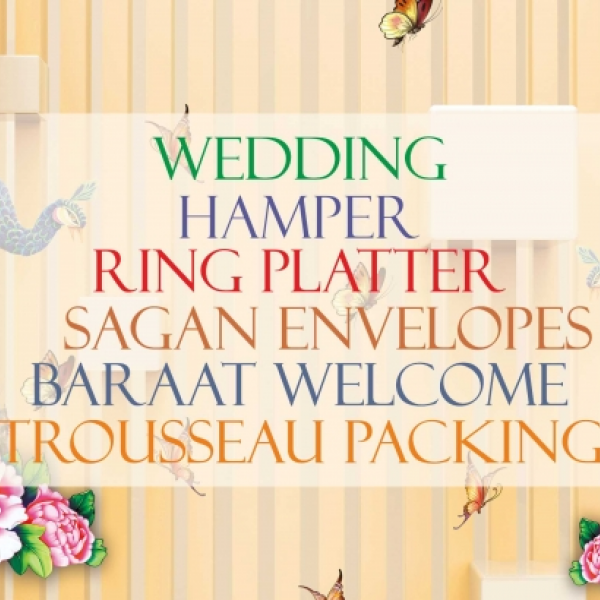 WEDDING
HAMPER
RING PLATTER
SAGAN ENVELOPES
BARAAT WELCOME
TROUSSEAU PACKING